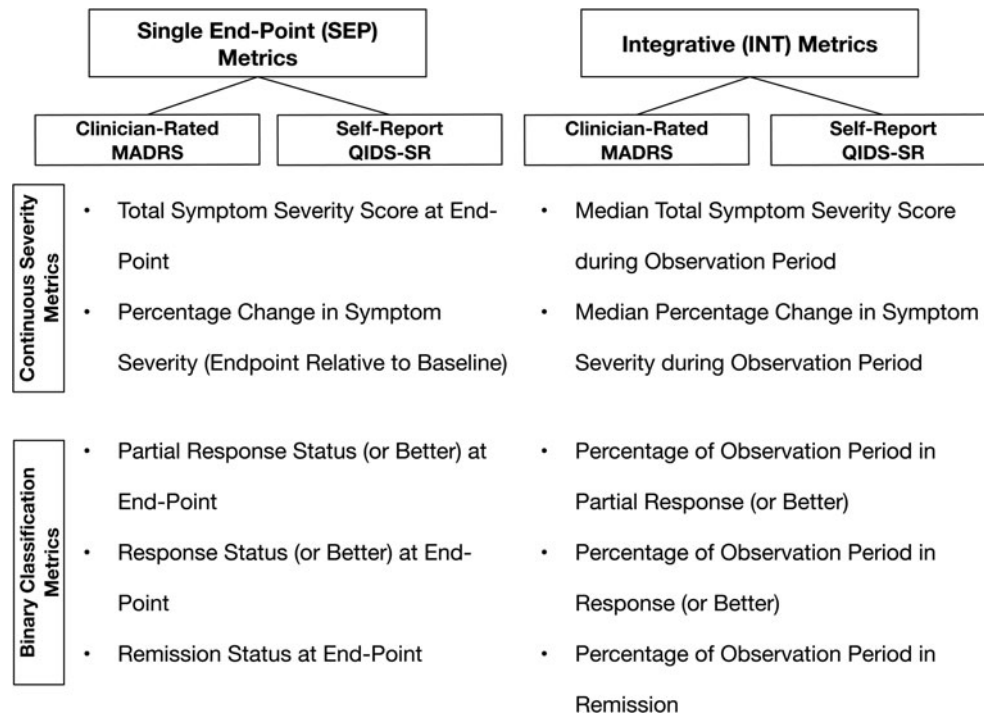 Single End-Point (SEP)
Metrics
Integrative (INT) Metrics
Clinician-Rated
MADRS
Self-Report
QIDS-SR
Clinician-Rated
MADRS
Self-Report
QIDS-SR
Continuous Severity
Metrics
• Total Symptom Severity Score at End-
Point
• Percentage Change in Symptom
Severity (Endpoint Relative to Baseline)
• Median Total Symptom Severity Score
during Observation Period
• Median Percentage Change in Symptom
Severity during Observation Period
Binary Classification
Metrics
• Partial Response Status (or Better) at
End-Point
• Response Status (or Better) at End-
Point
• Remission Status at End-Point
• Percentage of Observation Period in
Partial Response (or Better)
• Percentage of Observation Period in
Response (or Better)
• Percentage of Observation Period in
Remission